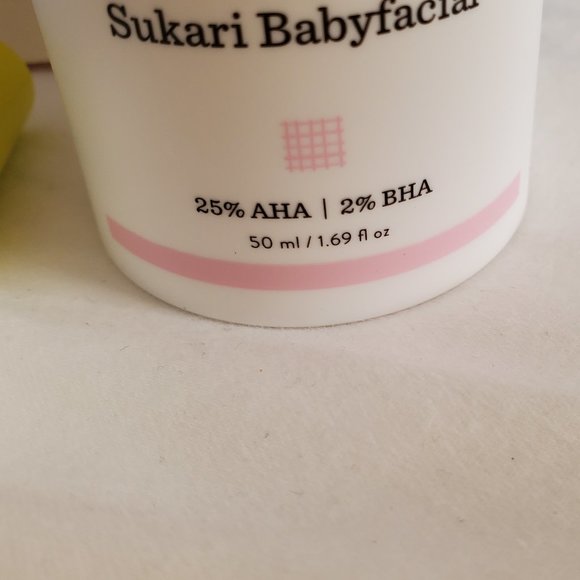 Sukari Babyfacial
25% AHA | 2% BHA
50 ml / 1.69 fl oz